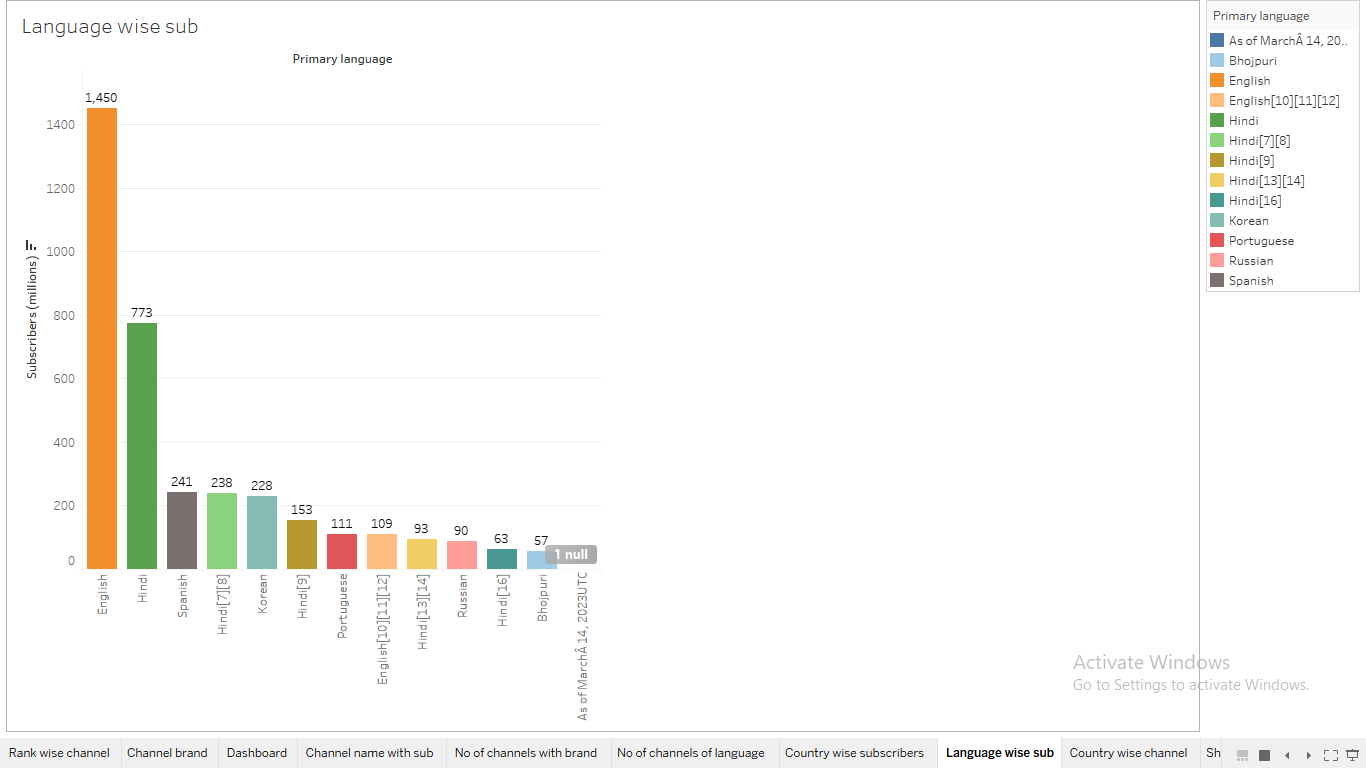 Language wise sub
Primary language
1,450
773
241
238
228
153
111
109
93
90
63
57
1 null
1400
1200
1000
800
600
400
200
0
Subscribers (millions)
English
Hindi
Spanish
Hindi[7][8]
Korean
Hindi[9]
Portuguese
English[10][11][12]
Hindi[13][14]
Russian
Hindi[16]
Bhojpuri
As of MarchÂ 14, 2023UTC
Primary language
As of MarchÂ 14, 20..
Bhojpuri
English
English[10][11][12]
Hindi
Hindi[7][8]
Hindi[9]
Hindi[13][14]
Hindi[16]
Korean
Portuguese
Russian
Spanish
Activate Windows
Go to Settings to activate Windows.
Rank wise channel Channel brand Dashboard Channel name with sub No of channels with brand No of channels of language Country wise subscribers Language wise sub Country wise channel Sh